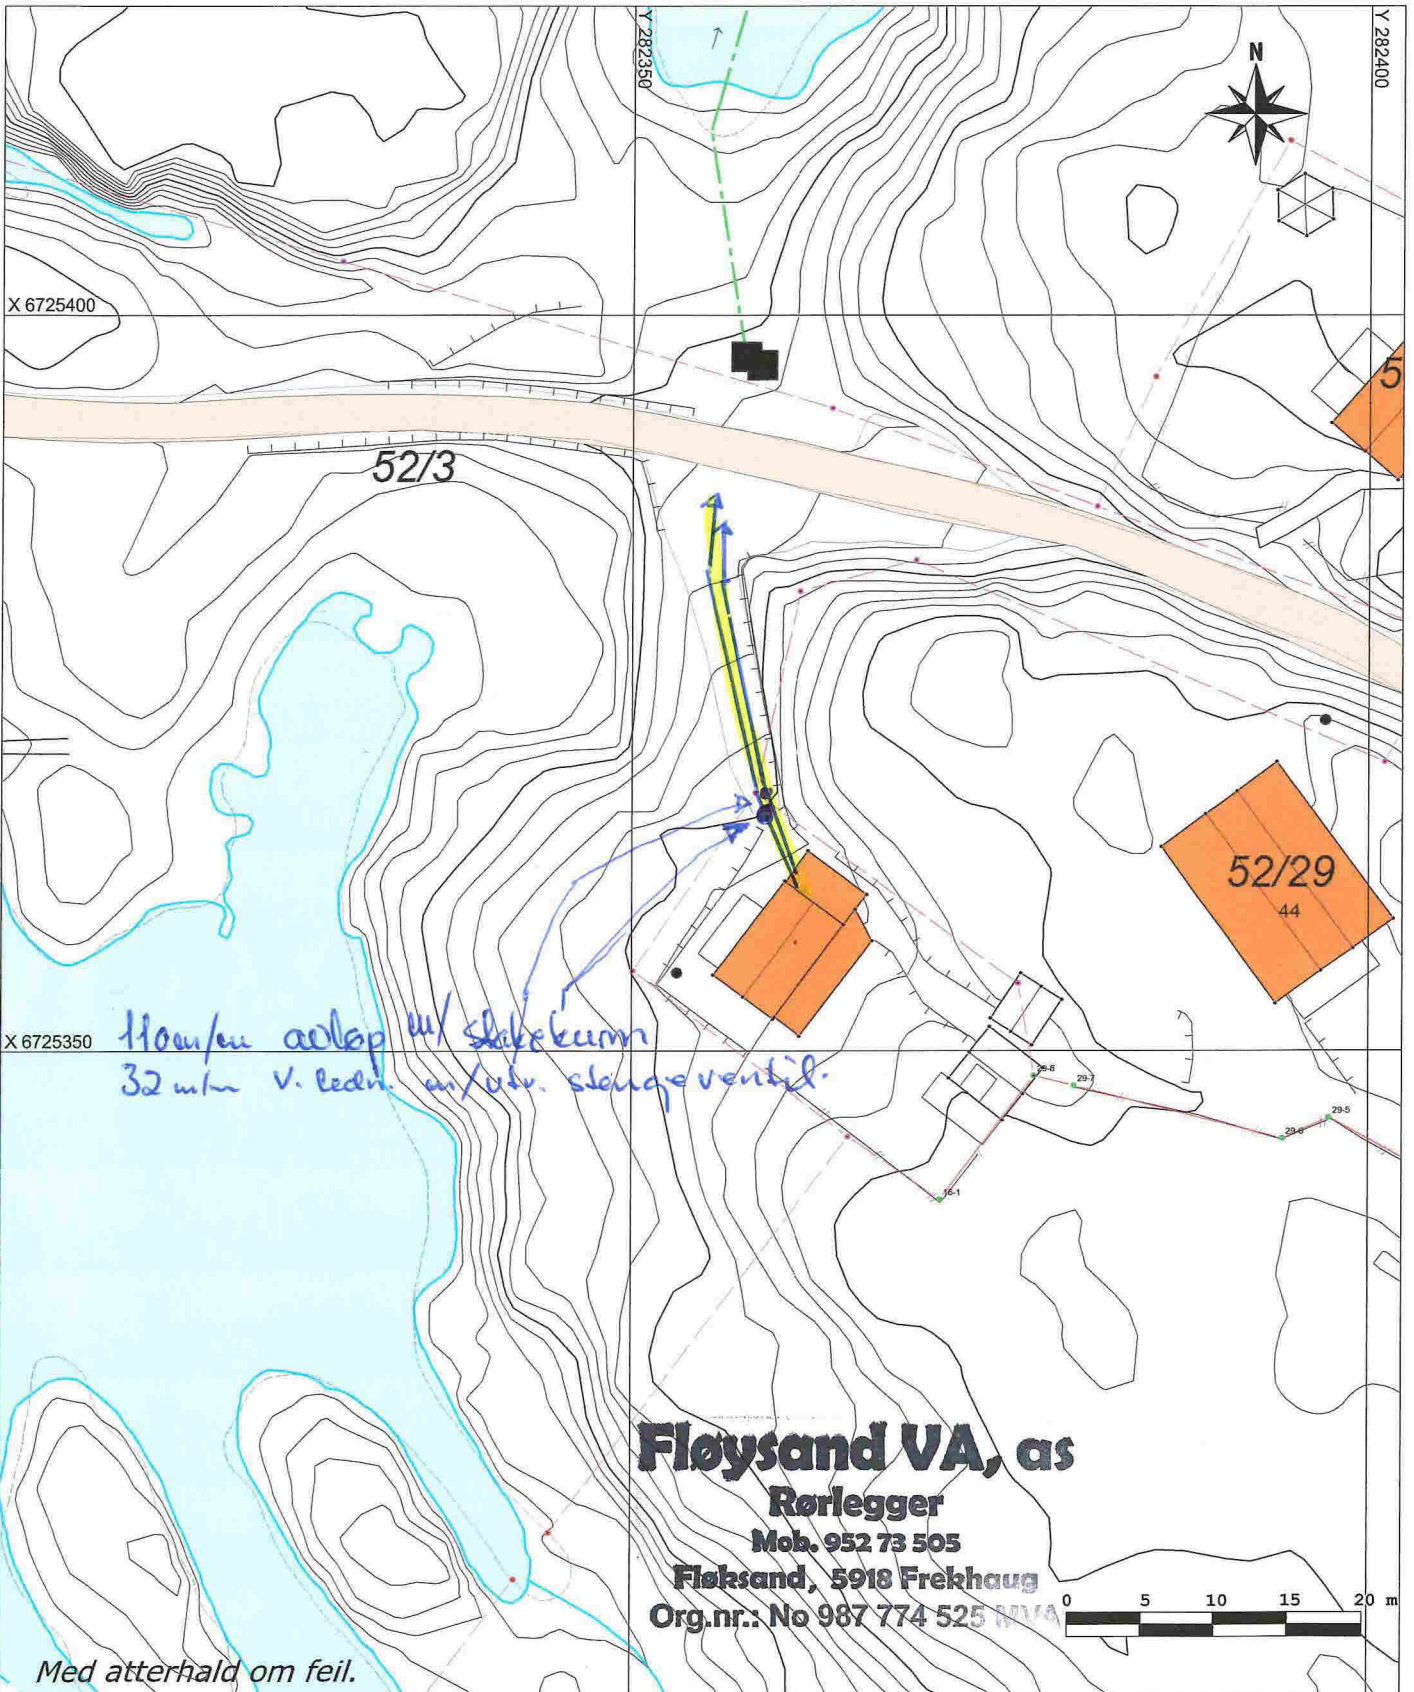 Y 282350
Y 282400
N
X 6725400
5
52/3
52/29
44
X 6725350
110m/m avløp m/ stakekum
32 m/m v. ledn. m/utv. stengeventil.
29-8
29-7
29-6
29-5
16-1
Fløysand VA, as
Rørlegger
Mob. 952 73 505
Fløksand, 5918 Frekhaug
Org.nr.: No 987 774 525 MVA
0 5 10 15 20 m
Med atterhald om feil.